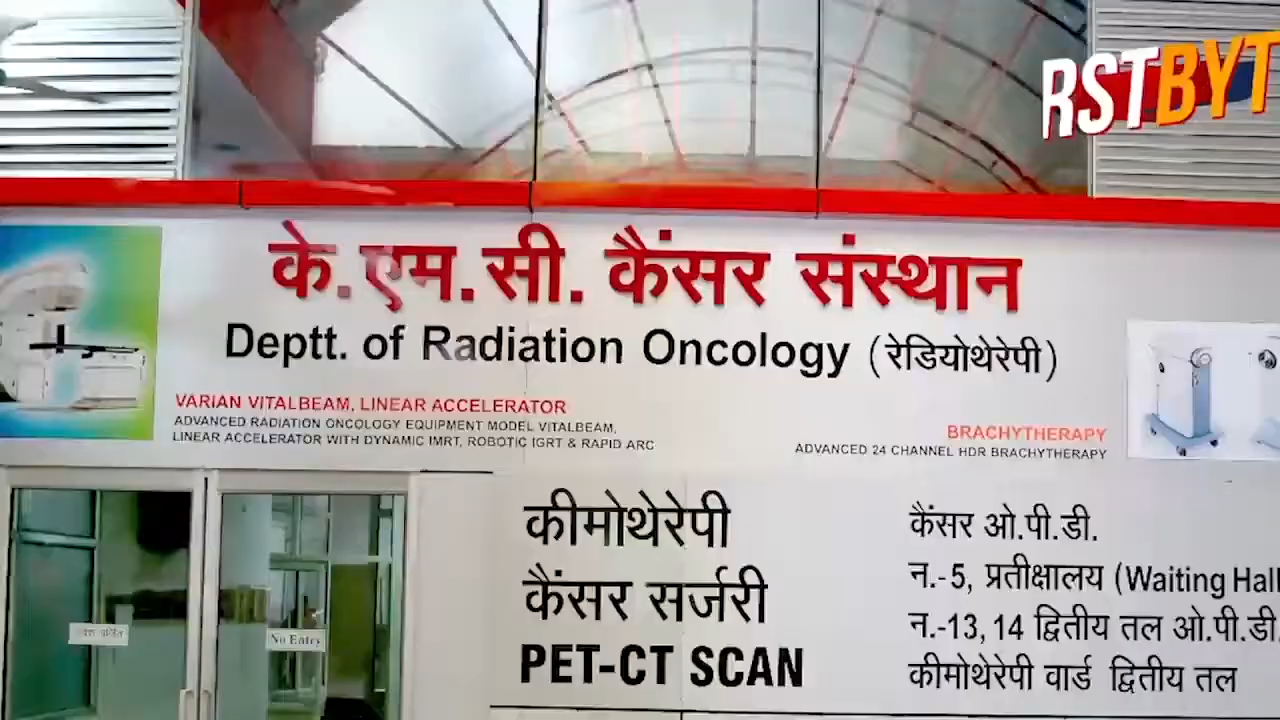 RSTBYT
के.एम.सी. कैंसर संस्थान
Deptt. of Radiation Oncology (रेडियोथेरेपी)
VARIAN VITALBEAM, LINEAR ACCELERATOR
ADVANCED RADIATION ONCOLOGY EQUIPMENT MODEL VITALBEAM,
LINEAR ACCELERATOR WITH DYNAMIC IMRT, ROBOTIC IGRT & RAPID ARC
BRACHYTHERAPY
ADVANCED 24 CHANNEL HDR BRACHYTHERAPY
कीमोथेरेपी
कैंसर सर्जरी
PET-CT SCAN
कैंसर ओ.पी.डी.
न.-5, प्रतीक्षालय (Waiting Hall
न.-13, 14 द्वितीय तल ओ.पी.डी.
कीमोथेरेपी वार्ड द्वितीय तल
No Entry